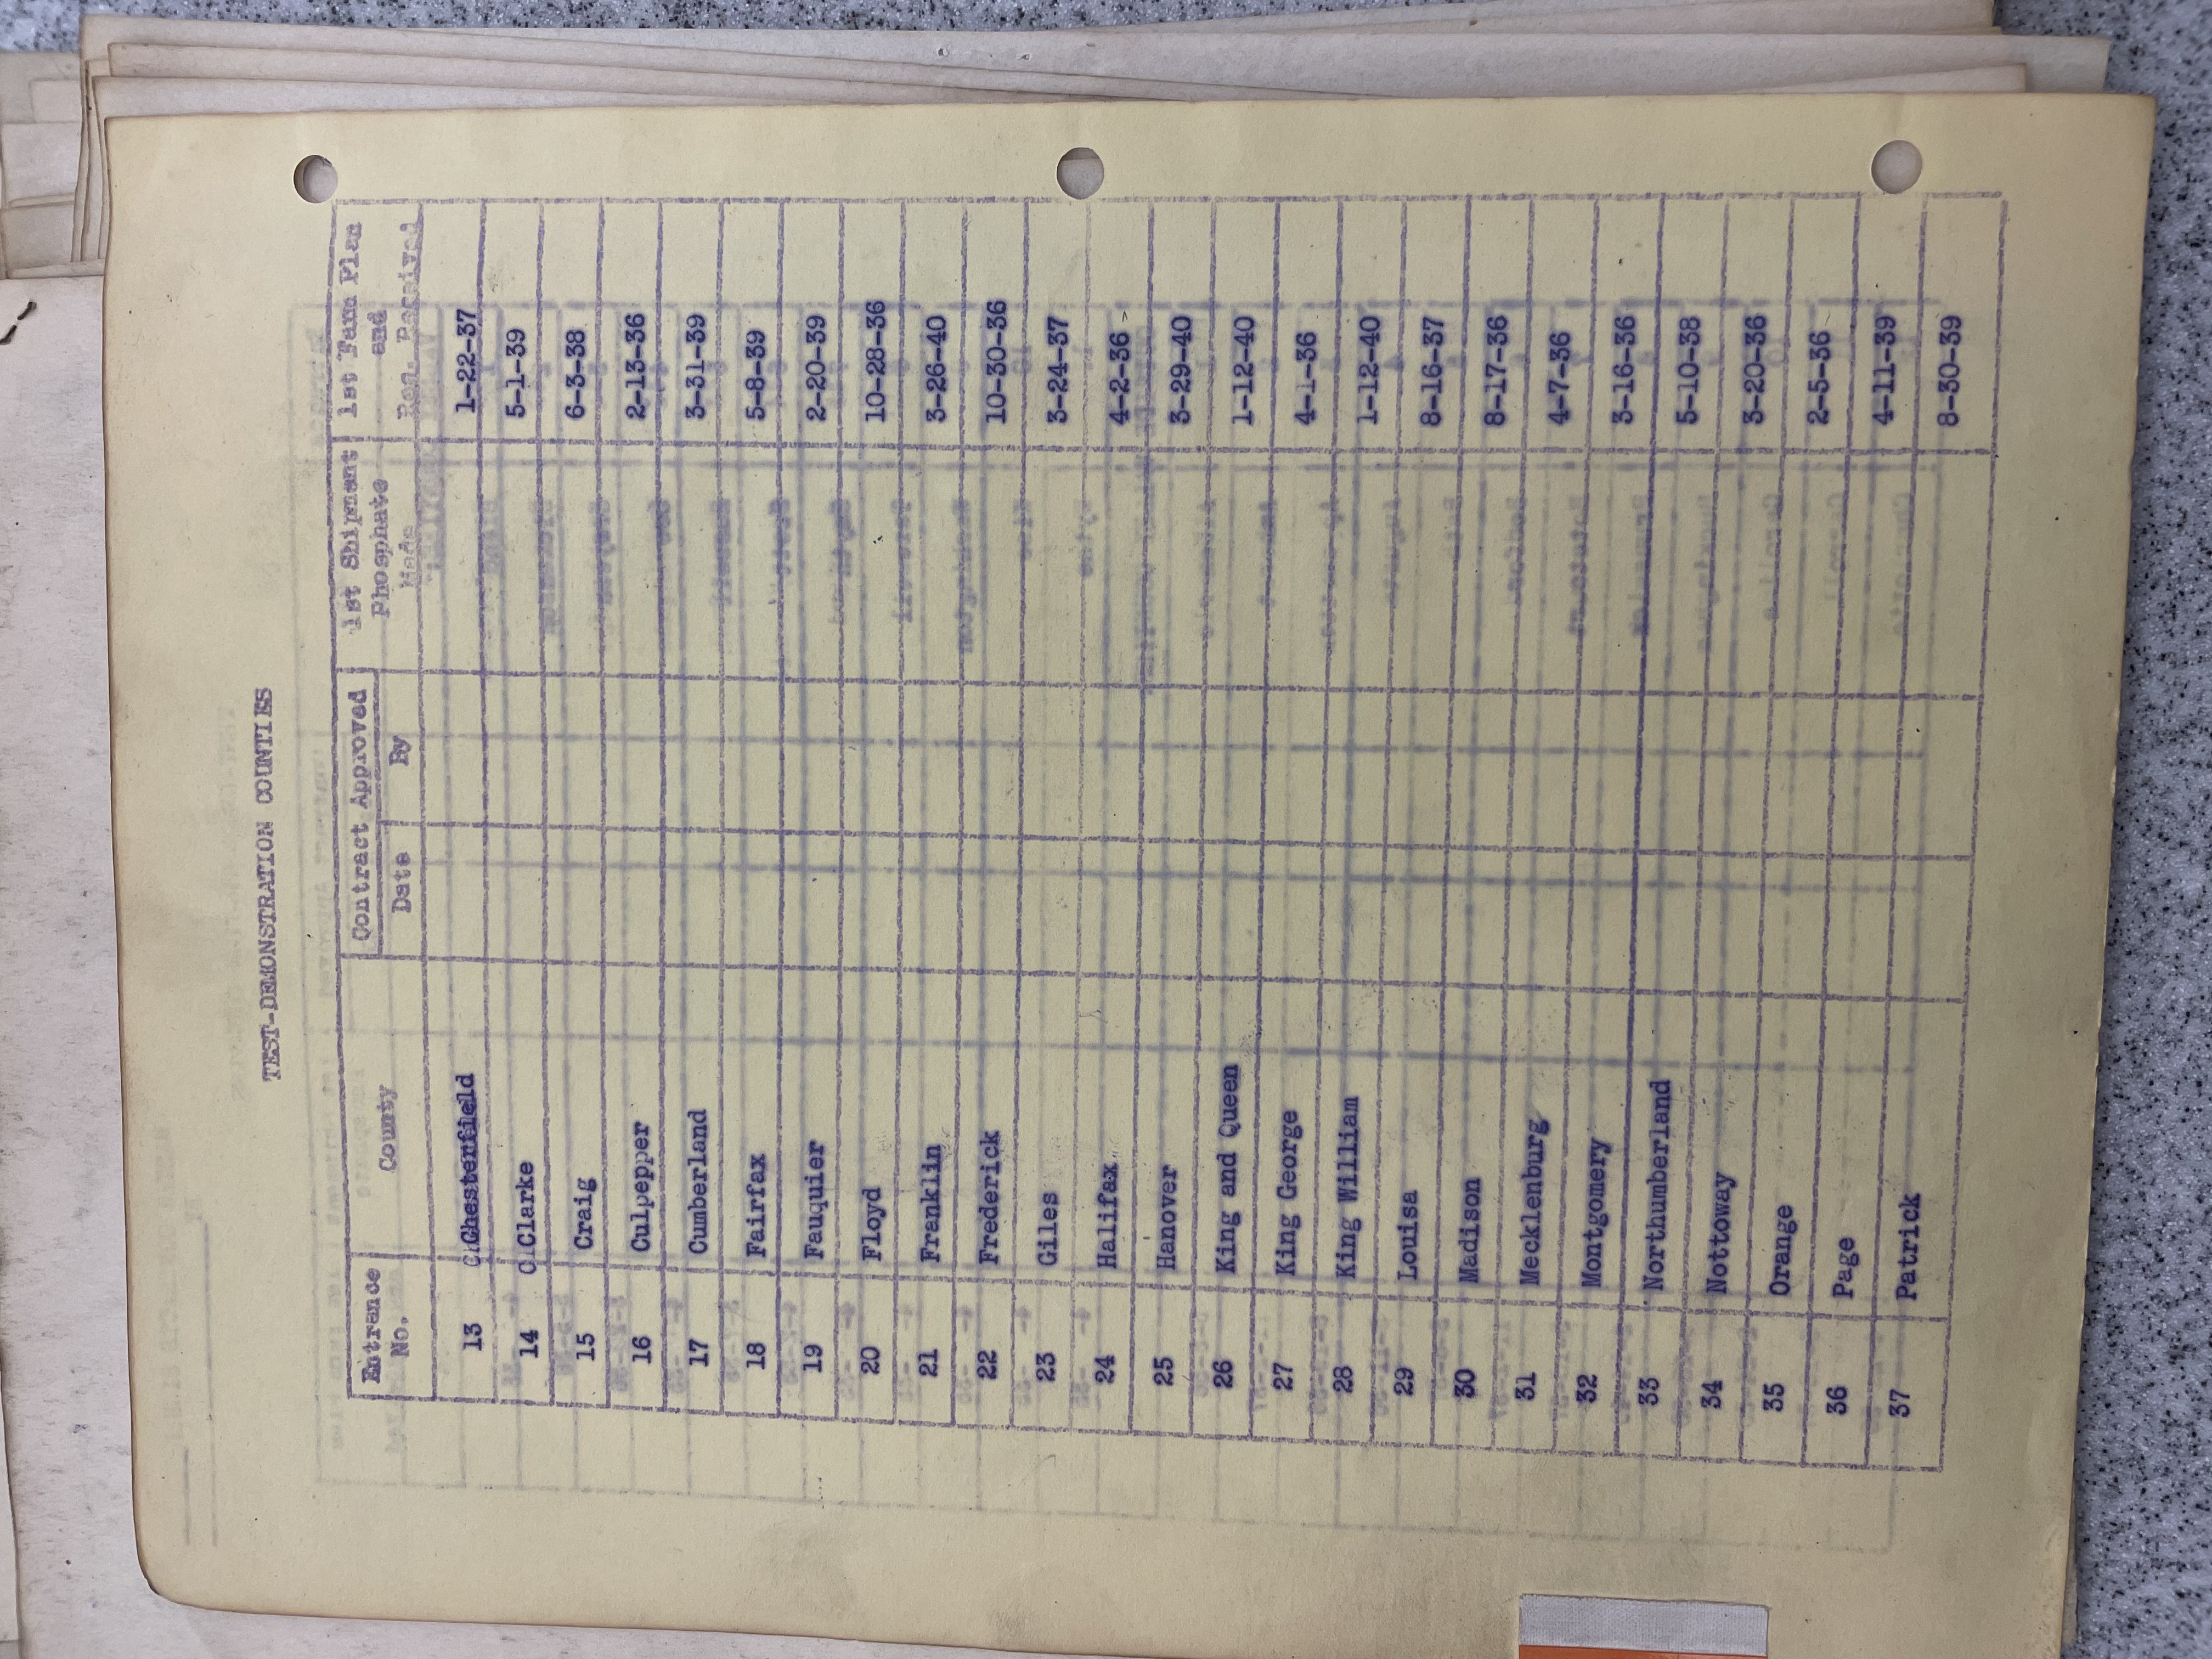 TEST-DEMONSTRATION COUNTIES
Entrance No. County Contract Approved Date By 1st Shipment Phosphate Made 1st Farm Plan and Req. Received
13 Chesterfield 1-22-37
14 Clarke 5-1-39
15 Craig 6-3-38
16 Culpepper 2-13-36
17 Cumberland 3-31-39
18 Fairfax 5-8-39
19 Fauquier 2-20-39
20 Floyd 10-28-36
21 Franklin 3-26-40
22 Frederick 10-30-36
23 Giles 3-24-37
24 Halifax 4-2-36
25 Hanover 3-29-40
26 King and Queen 1-12-40
27 King George 4-1-36
28 King William 1-12-40
29 Louisa 8-16-37
30 Madison 8-17-36
31 Mecklenburg 4-7-36
32 Montgomery 3-16-36
33 Northumberland 5-10-38
34 Nottoway 3-20-36
35 Orange 2-5-36
36 Page 4-11-39
37 Patrick 8-30-39